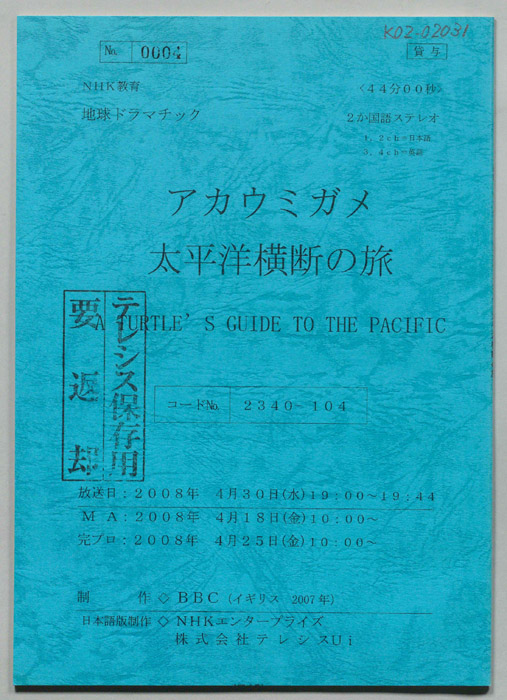 K02-02031
No. 0004
貸与
NHK教育
<44分00秒>
地球ドラマチック
2か国語ステレオ
1，2ch＝日本語
3，4ch＝英語
アカウミガメ
太平洋横断の旅
A TURTLE'S GUIDE TO THE PACIFIC
テレシス保存用
要返却
コードNo. 2340-104
放送日：2008年 4月30日(水)19:00～19:44
MA：2008年 4月18日(金)10:00～
完プロ：2008年 4月25日(金)10:00～
制作◇BBC（イギリス 2007年）
日本語版制作◇NHKエンタープライズ
株式会社テレシスUi